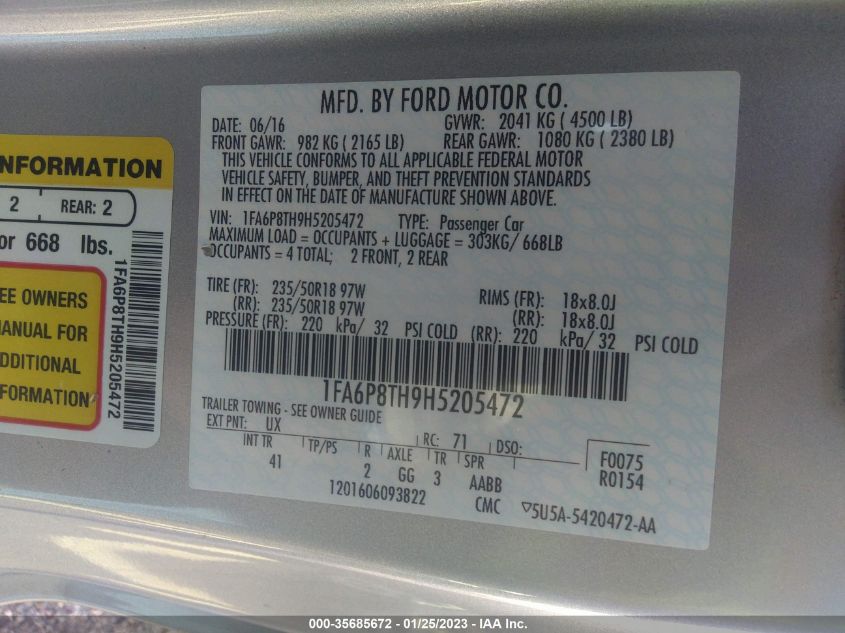 MFD. BY FORD MOTOR CO.
DATE: 06/16 GVWR: 2041 KG ( 4500 LB)
FRONT GAWR: 982 KG ( 2165 LB) REAR GAWR: 1080 KG ( 2380 LB)
THIS VEHICLE CONFORMS TO ALL APPLICABLE FEDERAL MOTOR
VEHICLE SAFETY, BUMPER, AND THEFT PREVENTION STANDARDS
IN EFFECT ON THE DATE OF MANUFACTURE SHOWN ABOVE.
VIN: 1FA6P8TH9H5205472 TYPE: Passenger Car
MAXIMUM LOAD = OCCUPANTS + LUGGAGE = 303KG/ 668LB
OCCUPANTS = 4 TOTAL; 2 FRONT, 2 REAR
TIRE (FR): 235/50R18 97W RIMS (FR): 18x8.0J
(RR): 235/50R18 97W (RR): 18x8.0J
PRESSURE (FR): 220 kPa/ 32 PSI COLD (RR): 220 kPa/ 32 PSI COLD
1FA6P8TH9H5205472
TRAILER TOWING - SEE OWNER GUIDE
EXT PNT: UX RC: 71 DSO:
INT TR TP/PS R AXLE TR SPR
41 2 GG 3 AABB
F0075
R0154
1201606093822 CMC ▽5U5A-5420472-AA
NFORMATION
2 REAR: 2
or 668 lbs.
EE OWNERS
MANUAL FOR
ADDITIONAL
FORMATION
1FA6P8TH9H5205472
000-35685672 - 01/25/2023 - IAA Inc.